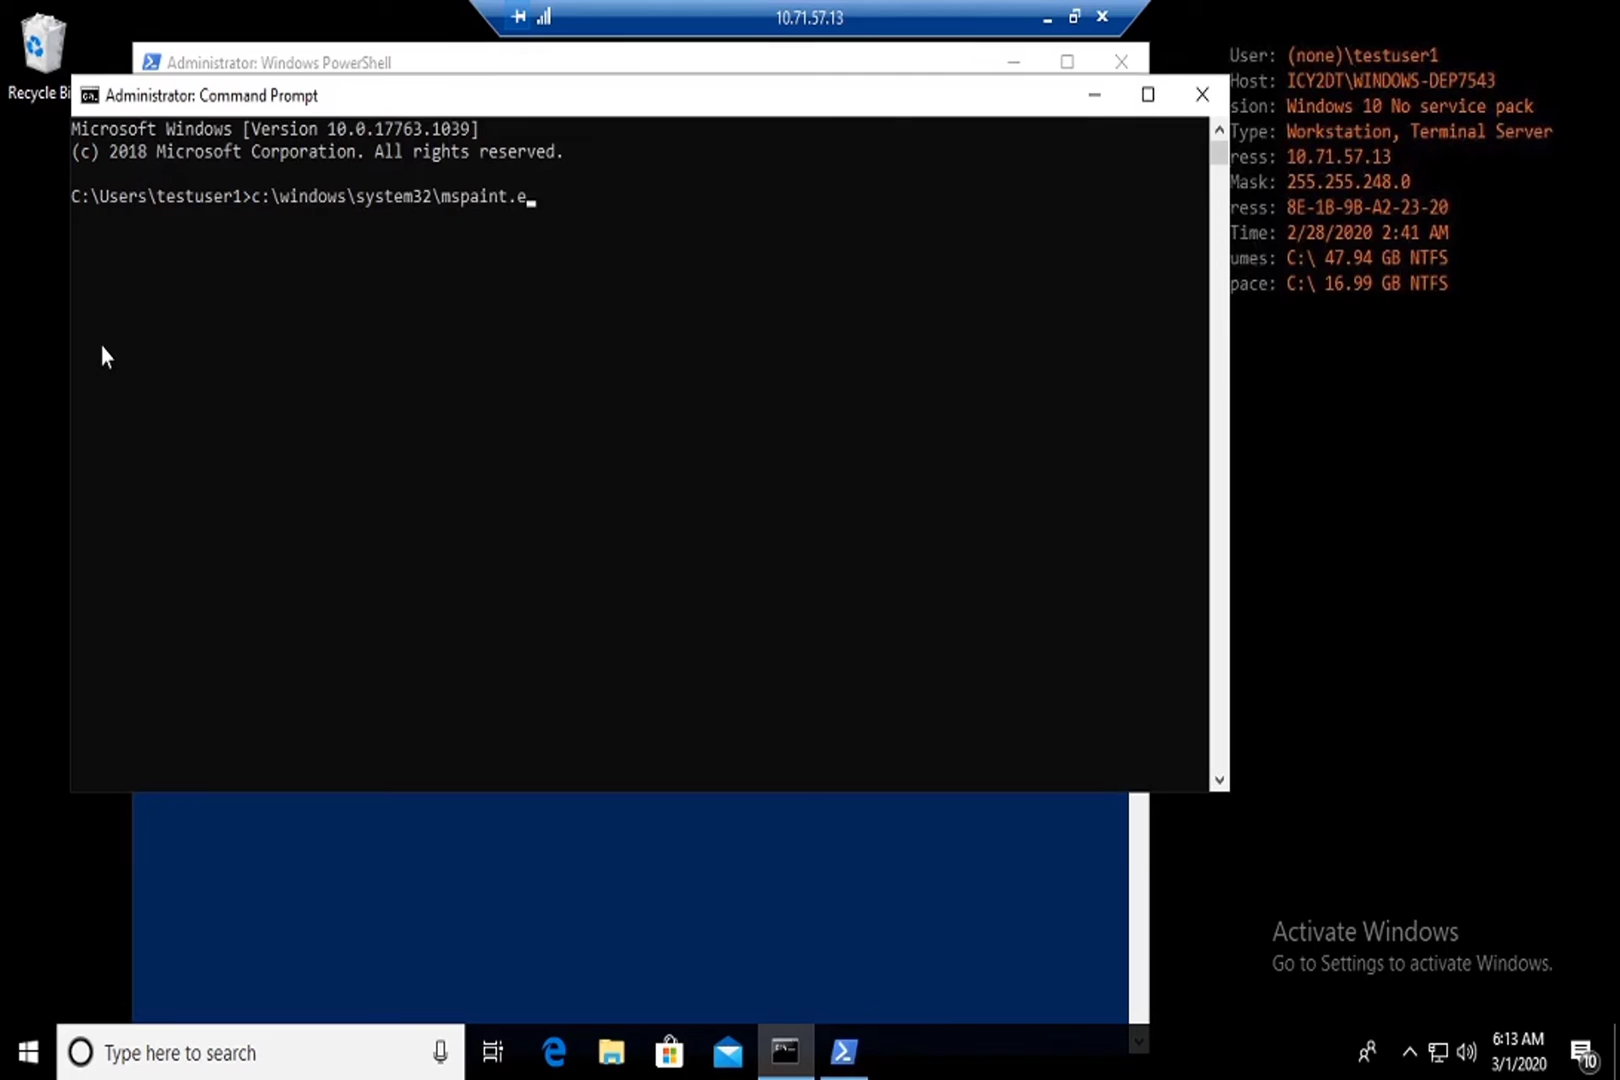 10.71.57.13
Recycle Bi
Administrator: Windows PowerShell
Administrator: Command Prompt
Microsoft Windows [Version 10.0.17763.1039]
(c) 2018 Microsoft Corporation. All rights reserved.
C:\Users\testuser1>c:\windows\system32\mspaint.e
User: (none)\testuser1
Host: ICY2DT\WINDOWS-DEP7543
sion: Windows 10 No service pack
Type: Workstation, Terminal Server
ress: 10.71.57.13
Mask: 255.255.248.0
ress: 8E-1B-9B-A2-23-20
Time: 2/28/2020 2:41 AM
umes: C:\ 47.94 GB NTFS
pace: C:\ 16.99 GB NTFS
Activate Windows
Go to Settings to activate Windows.
Type here to search
6:13 AM
3/1/2020
10